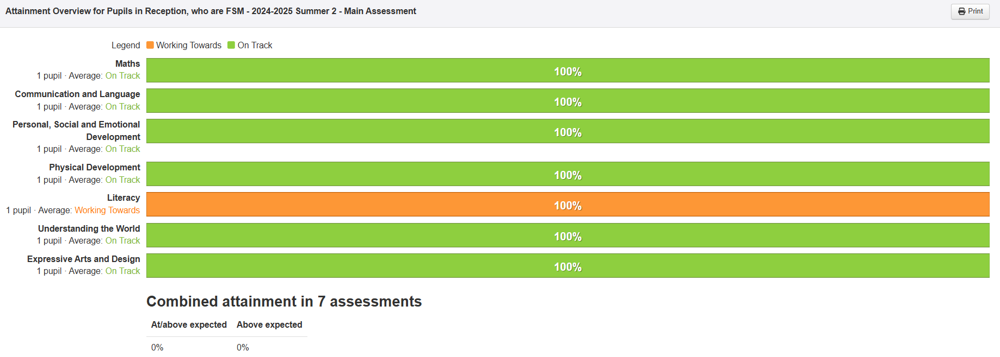 Attainment Overview for Pupils in Reception, who are FSM - 2024-2025 Summer 2 - Main Assessment
Print
Legend Working Towards On Track
Maths
1 pupil · Average: On Track
100%
Communication and Language
1 pupil · Average: On Track
100%
Personal, Social and Emotional
Development
1 pupil · Average: On Track
100%
Physical Development
1 pupil · Average: On Track
100%
Literacy
1 pupil · Average: Working Towards
100%
Understanding the World
1 pupil · Average: On Track
100%
Expressive Arts and Design
1 pupil · Average: On Track
100%
Combined attainment in 7 assessments
At/above expected Above expected
0% 0%